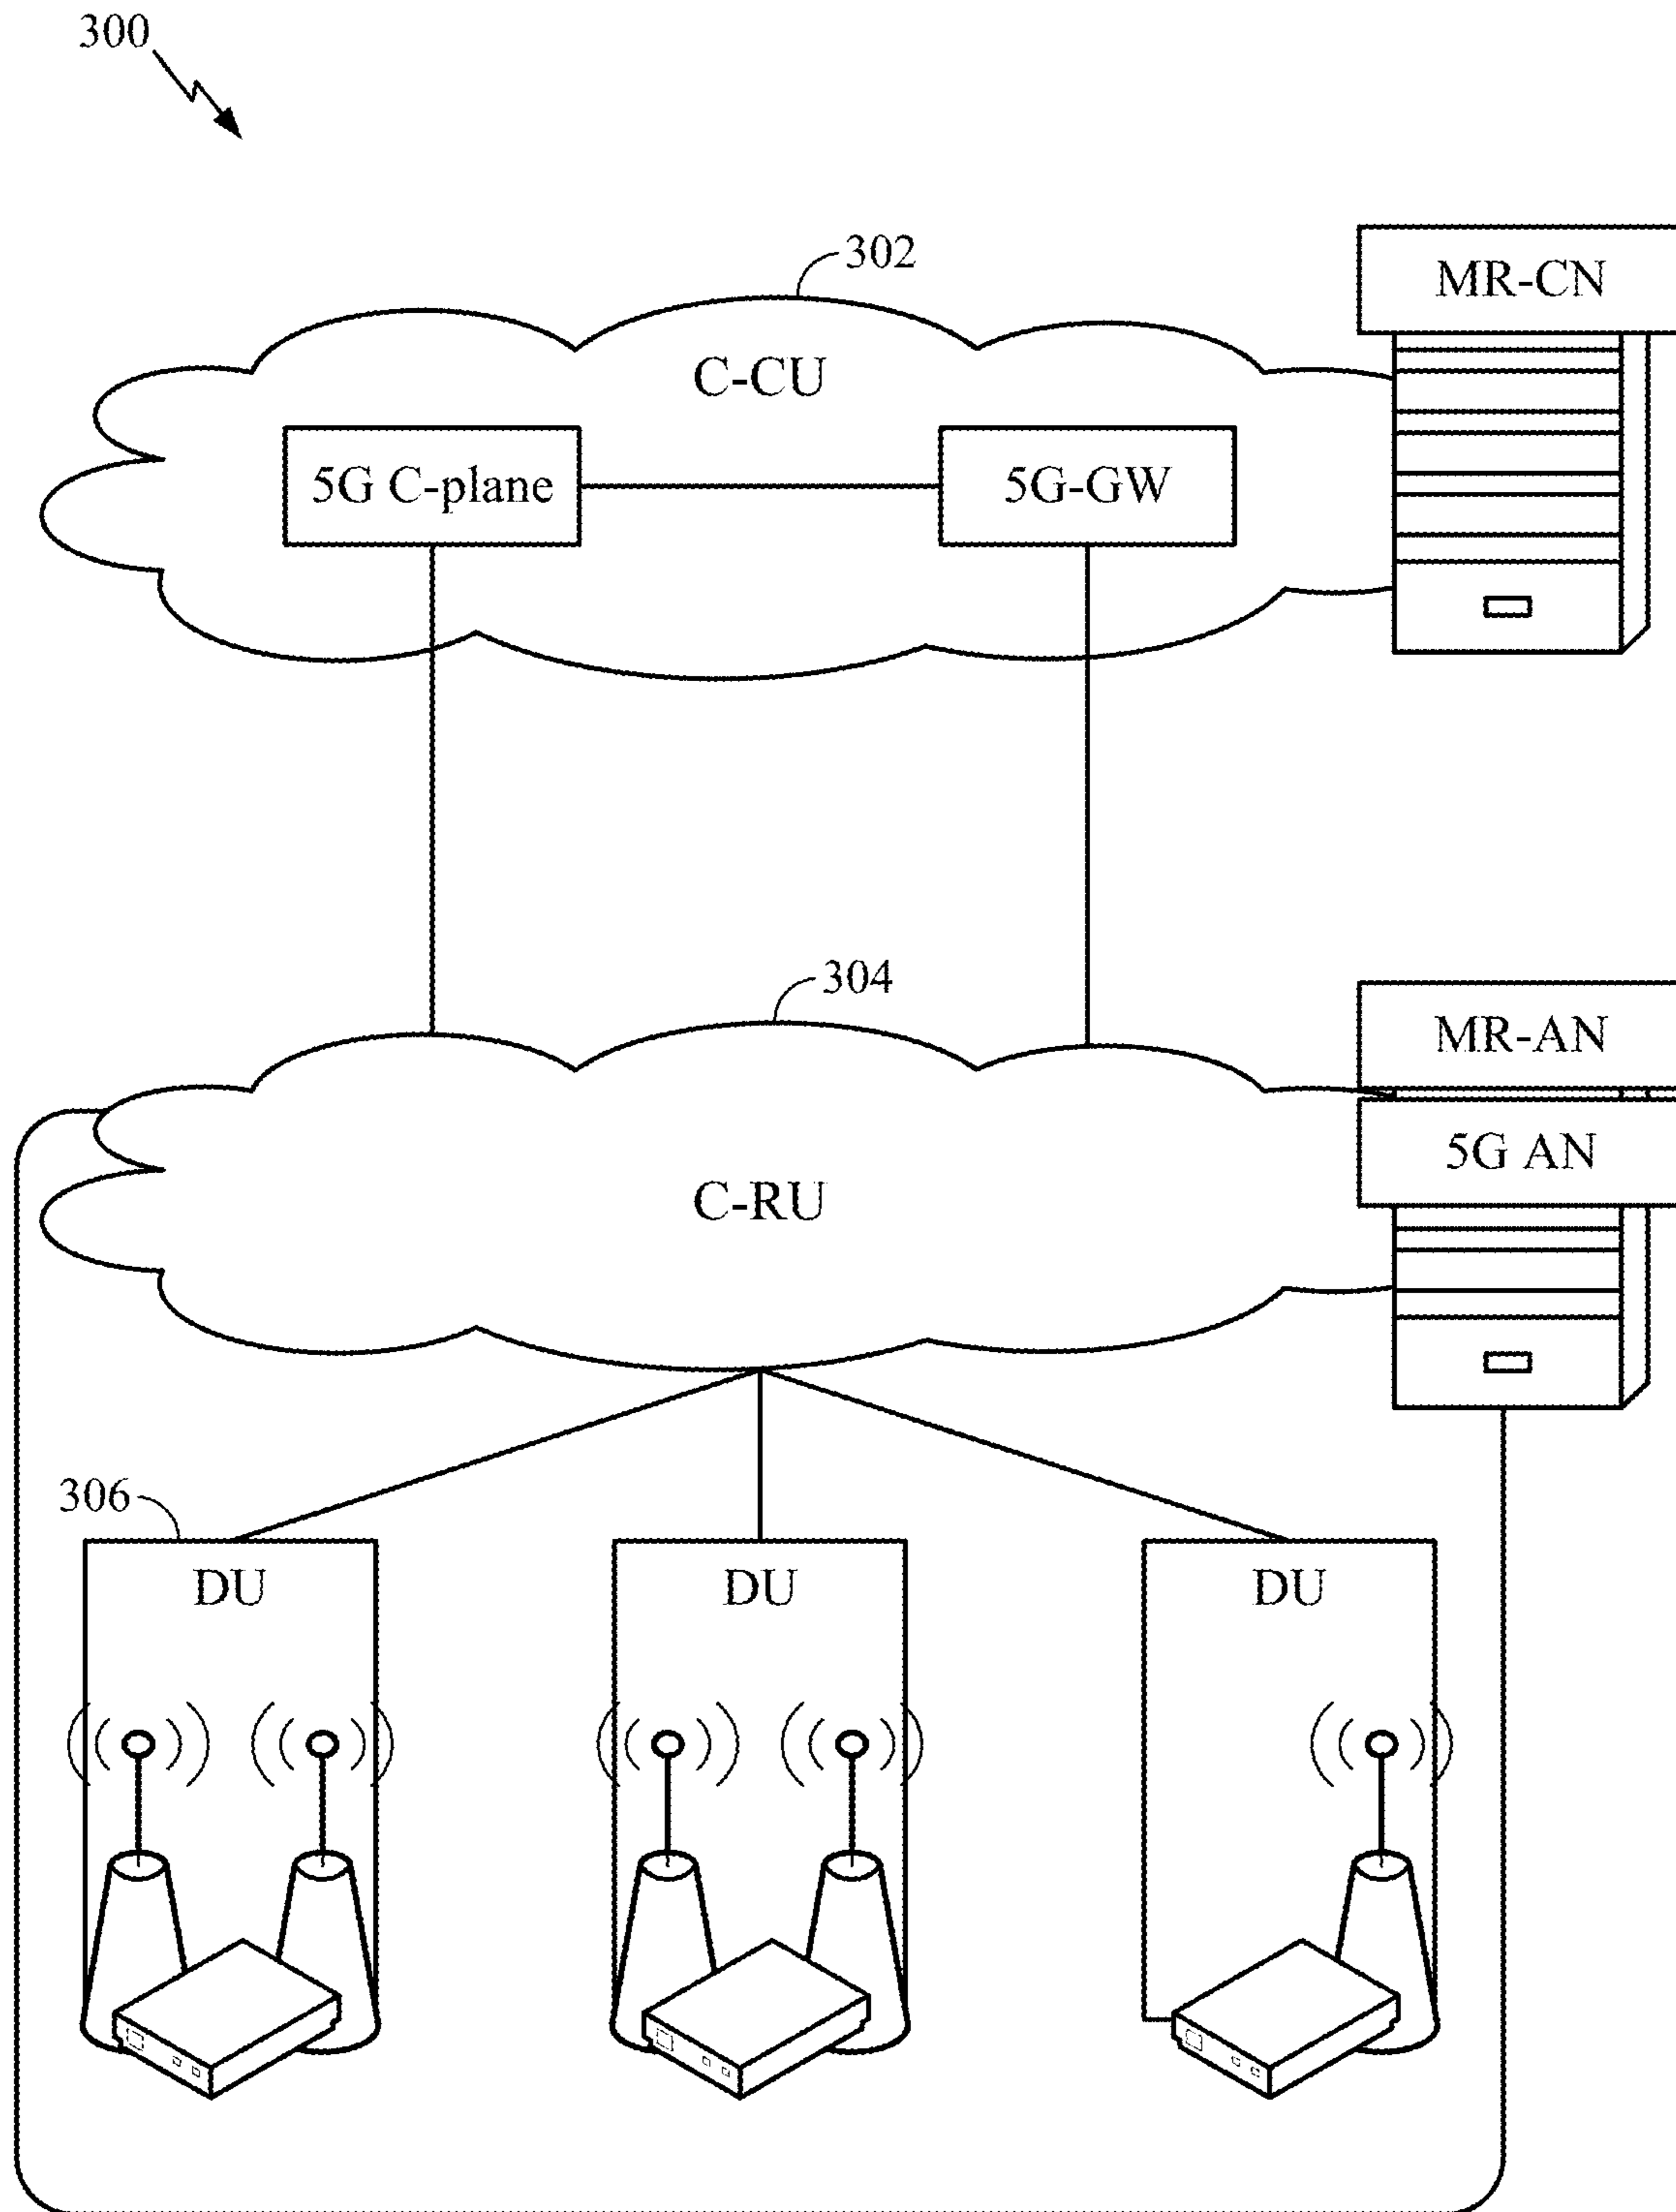 300
302
MR-CN
C-CU
5G C-plane
5G-GW
304
MR-AN
5G AN
C-RU
306
DU
DU
DU